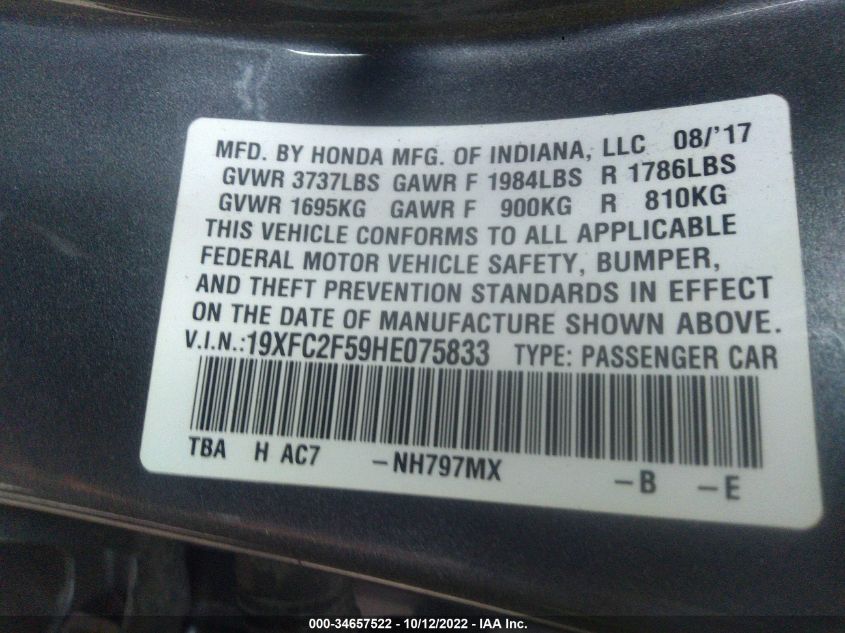 MFD. BY HONDA MFG. OF INDIANA, LLC 08/'17
GVWR 3737LBS GAWR F 1984LBS R 1786LBS
GVWR 1695KG GAWR F 900KG R 810KG
THIS VEHICLE CONFORMS TO ALL APPLICABLE
FEDERAL MOTOR VEHICLE SAFETY, BUMPER,
AND THEFT PREVENTION STANDARDS IN EFFECT
ON THE DATE OF MANUFACTURE SHOWN ABOVE.
V.I.N.:19XFC2F59HE075833 TYPE: PASSENGER CAR
TBA H AC7 -NH797MX -B -E
000-34657522 - 10/12/2022 - IAA Inc.